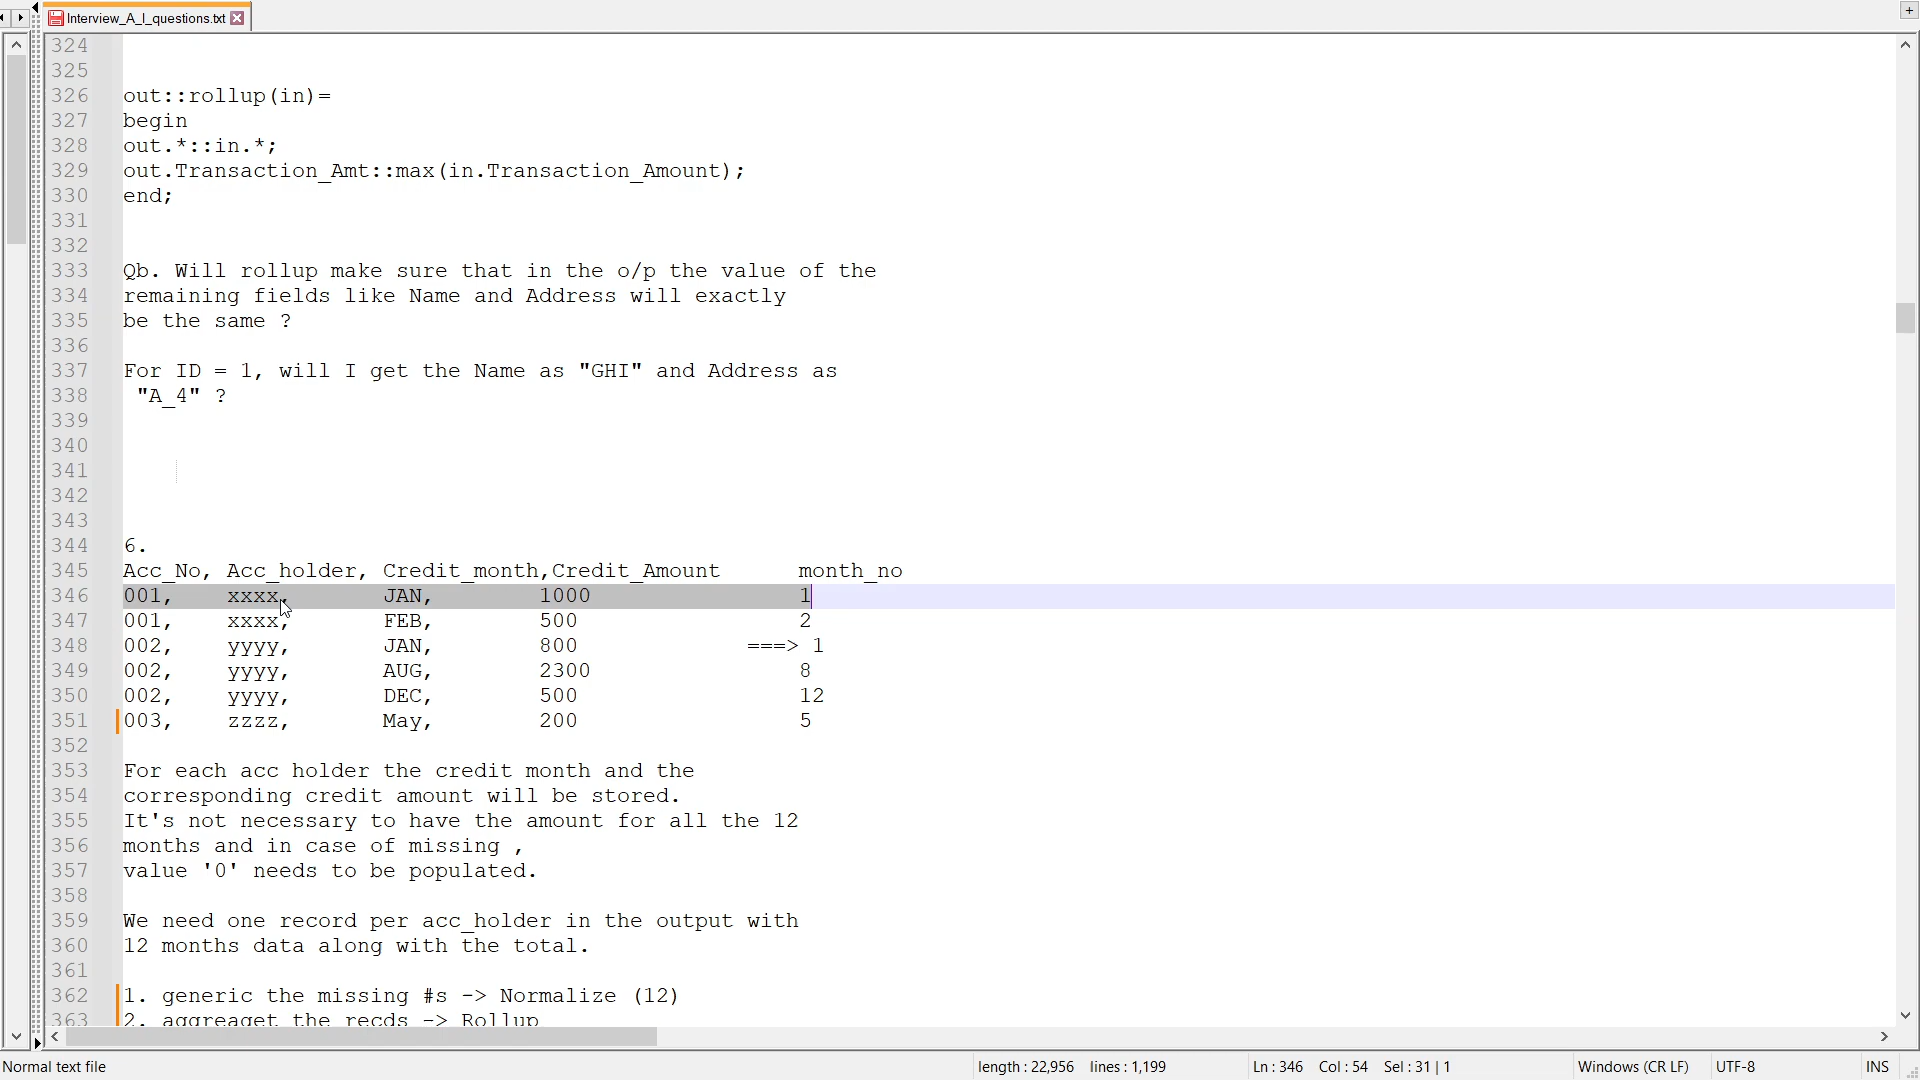 Interview_A_I_questions.txt
324
325
326 out::rollup(in)=
327 begin
328 out.*::in.*;
329 out.Transaction_Amt::max(in.Transaction_Amount);
330 end;
331
332
333 Qb. Will rollup make sure that in the o/p the value of the
334 remaining fields like Name and Address will exactly
335 be the same ?
336
337 For ID = 1, will I get the Name as "GHI" and Address as
338 "A_4" ?
339
340
341
342
343
344 6.
345 Acc_No, Acc_holder, Credit_month,Credit_Amount month_no
346 001, xxxx, JAN, 1000 1
347 001, xxxx, FEB, 500 2
348 002, yyyy, JAN, 800 ===> 1
349 002, yyyy, AUG, 2300 8
350 002, yyyy, DEC, 500 12
351 003, zzzz, May, 200 5
352
353 For each acc holder the credit month and the
354 corresponding credit amount will be stored.
355 It's not necessary to have the amount for all the 12
356 months and in case of missing ,
357 value '0' needs to be populated.
358
359 We need one record per acc_holder in the output with
360 12 months data along with the total.
361
362 1. generic the missing #s -> Normalize (12)
363 2. aggreaget the recds -> Rollup
Normal text file length : 22,956 lines : 1,199 Ln : 346 Col : 54 Sel : 31 | 1 Windows (CR LF) UTF-8 INS